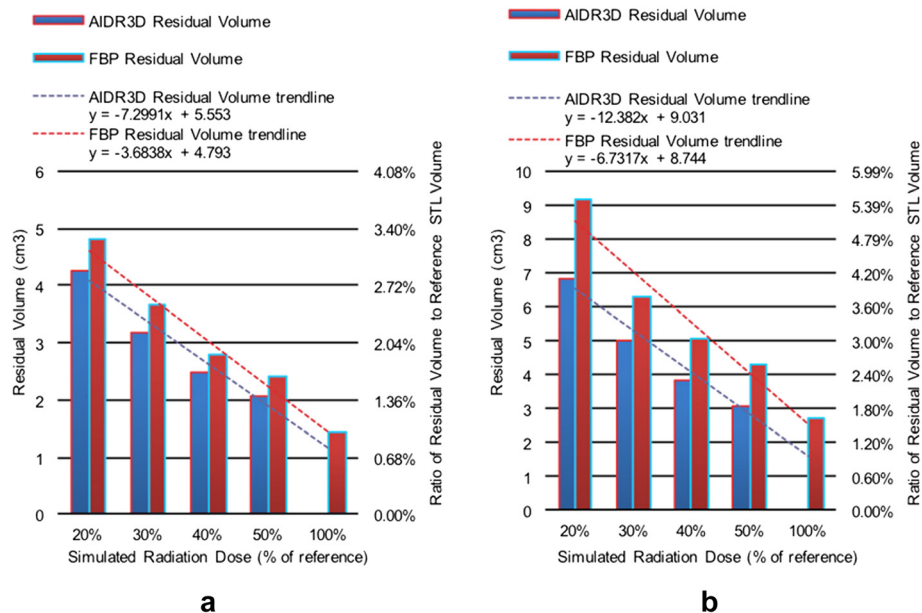 AIDR3D Residual Volume
FBP Residual Volume
AIDR3D Residual Volume trendline
y = -7.2991x + 5.553
FBP Residual Volume trendline
y = -3.6838x + 4.793
6
5
4
3
2
1
0
Residual Volume (cm3)
4.08%
3.40%
2.72%
2.04%
1.36%
0.68%
0.00%
Ratio of Residual Volume to Reference STL Volume
20% 30% 40% 50% 100%
Simulated Radiation Dose (% of reference)
a
AIDR3D Residual Volume
FBP Residual Volume
AIDR3D Residual Volume trendline
y = -12.382x + 9.031
FBP Residual Volume trendline
y = -6.7317x + 8.744
10
9
8
7
6
5
4
3
2
1
0
Residual Volume (cm3)
5.99%
5.39%
4.79%
4.20%
3.60%
3.00%
2.40%
1.80%
1.20%
0.60%
0.00%
Ratio of Residual Volume to Reference STL Volume
20% 30% 40% 50% 100%
Simulated Radiation Dose (% of reference)
b